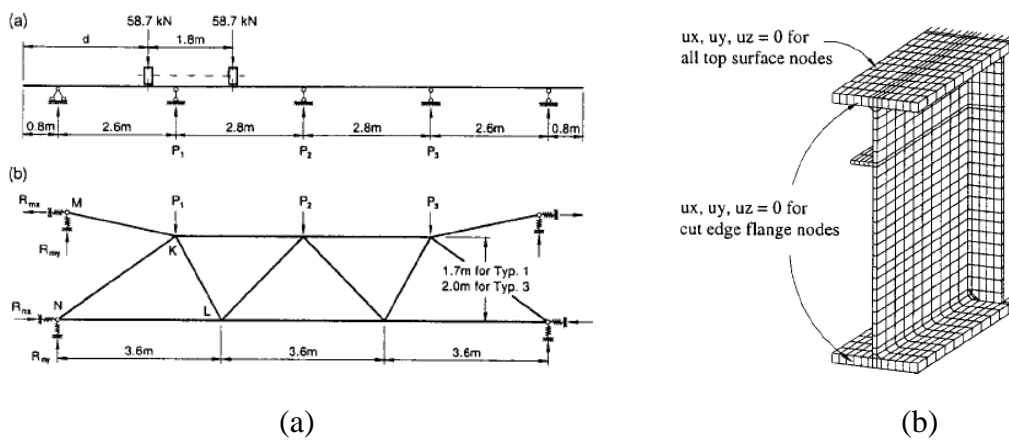 (a)
58.7 kN 58.7 kN
d 1.8m
0.8m 2.6m 2.8m 2.8m 2.6m 0.8m
P1 P2 P3
(b)
Rmx M P1 P2 P3
Rmy K
1.7m for Typ. 1
2.0m for Typ. 3
Rnx N L
Rny
3.6m 3.6m 3.6m
(a)
ux, uy, uz = 0 for
all top surface nodes
ux, uy, uz = 0 for
cut edge flange nodes
(b)